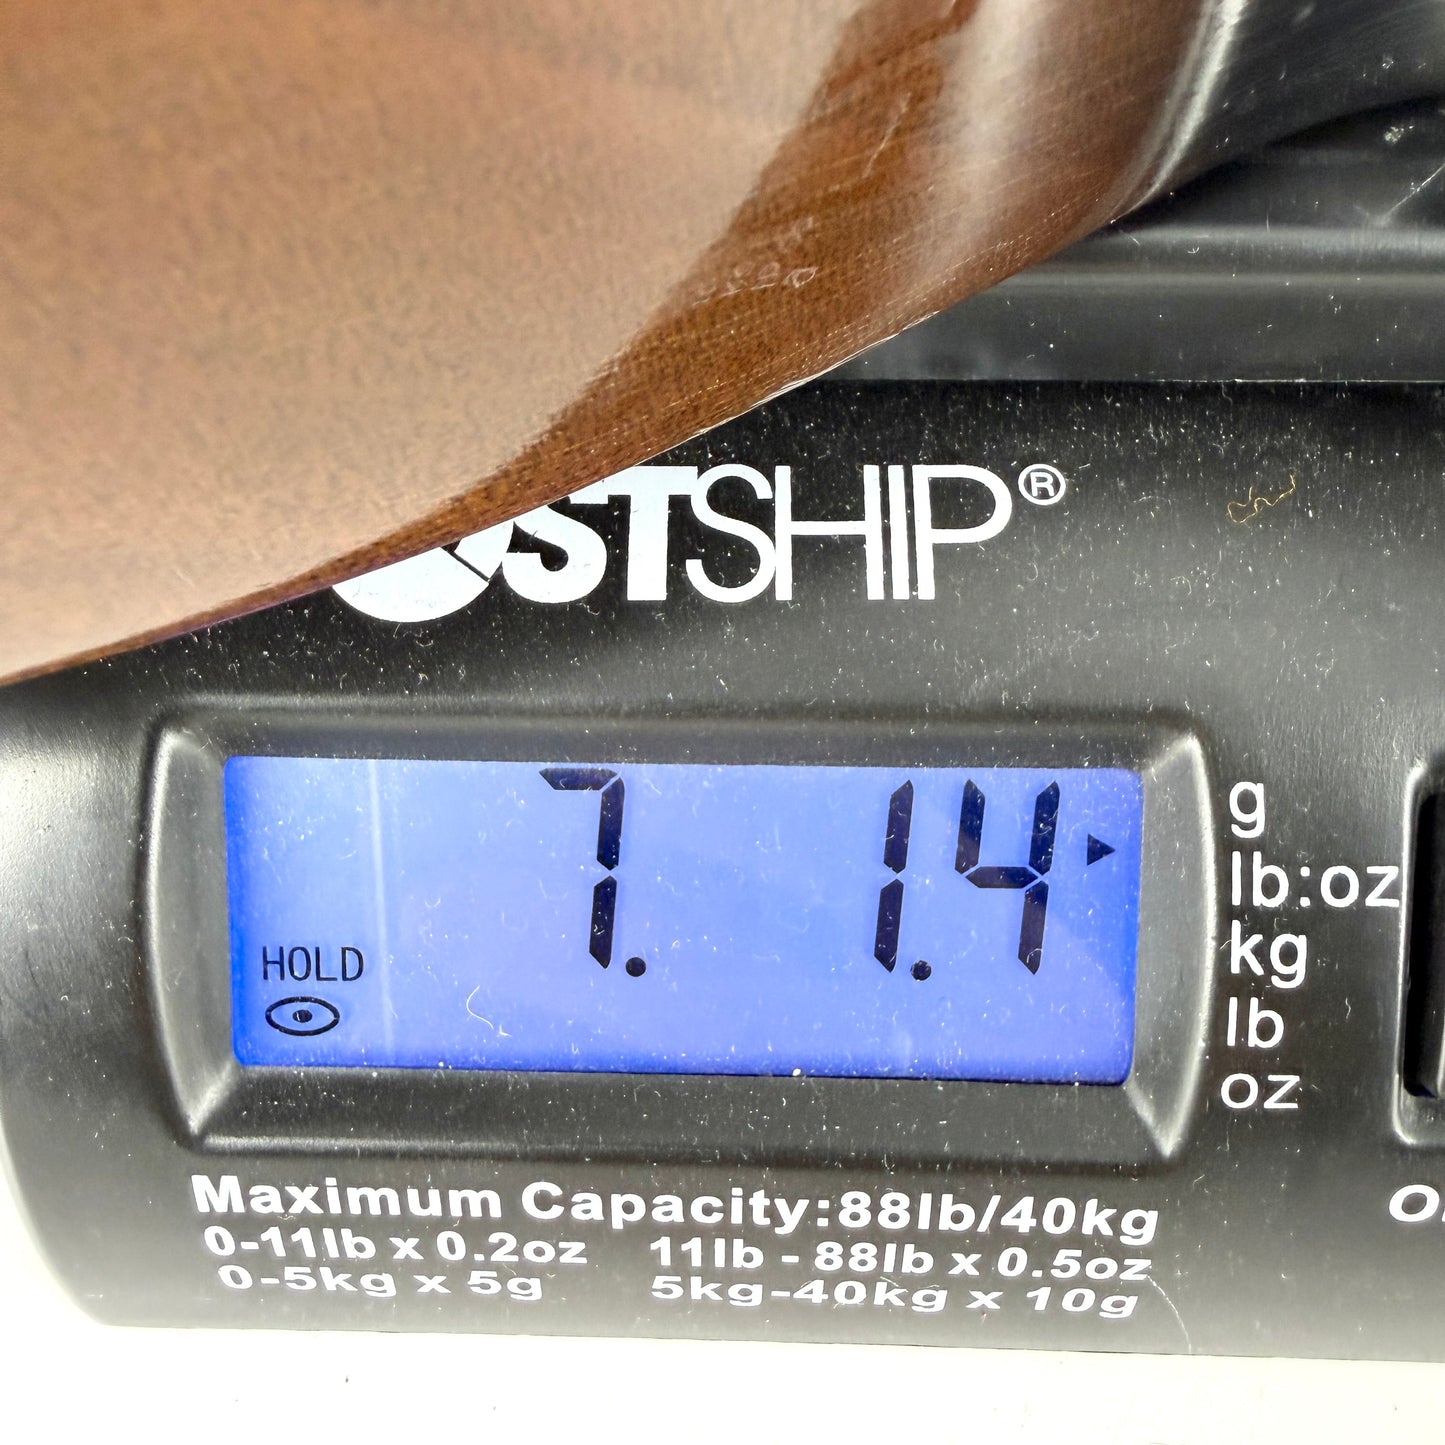 STSHIP®
7. 1.4
HOLD
g
lb:oz
kg
lb
oz
Maximum Capacity:88lb/40kg
0-11lb x 0.2oz 11lb - 88lb x 0.5oz
0-5kg x 5g 5kg-40kg x 10g